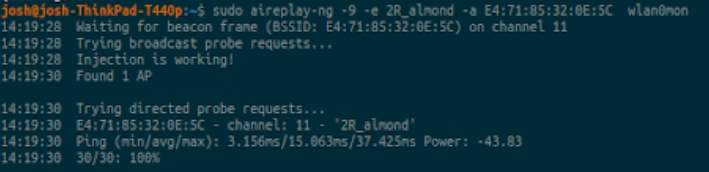 josh@josh-ThinkPad-T440p:~$ sudo aireplay-ng -9 -e 2R_almond -a E4:71:85:32:0E:5C  wlan0mon
14:19:28  Waiting for beacon frame (BSSID: E4:71:85:32:0E:5C) on channel 11
14:19:28  Trying broadcast probe requests...
14:19:28  Injection is working!
14:19:30  Found 1 AP
14:19:30  Trying directed probe requests...
14:19:30  E4:71:85:32:0E:5C - channel: 11 - '2R_almond'
14:19:30  Ping (min/avg/max): 3.156ms/15.063ms/37.425ms Power: -43.83
14:19:30  30/30: 100%